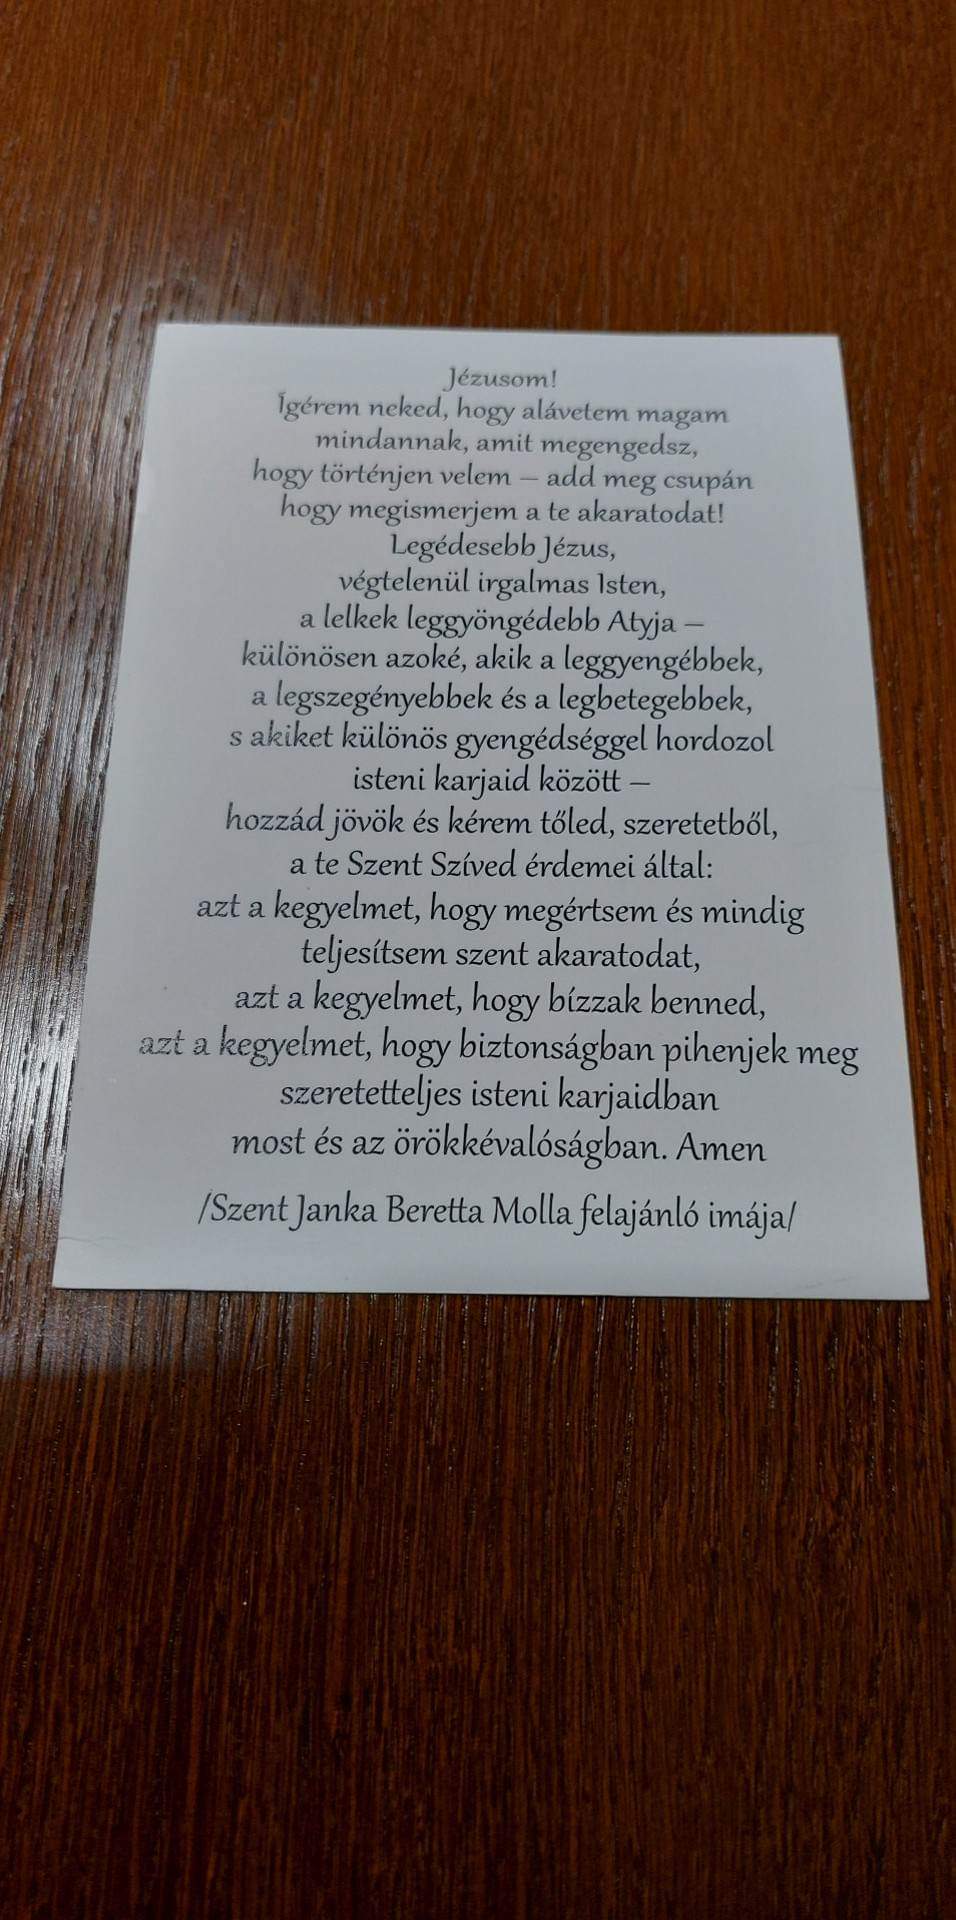 Jézusom!
Ígérem neked, hogy alávetem magam
mindannak, amit megengedsz,
hogy történjen velem – add meg csupán
hogy megismerjem a te akaratodat!
Legédesebb Jézus,
végtelenül irgalmas Isten,
a lelkek leggyöngédebb Atyja –
különösen azoké, akik a leggyengébbek,
a legszegényebbek és a legbetegebbek,
s akiket különös gyengédséggel hordozol
isteni karjaid között –
hozzád jövök és kérem tőled, szeretetből,
a te Szent Szíved érdemei által:
azt a kegyelmet, hogy megértsem és mindig
teljesítsem szent akaratodat,
azt a kegyelmet, hogy bízzak benned,
azt a kegyelmet, hogy biztonságban pihenjek meg
szeretetteljes isteni karjaidban
most és az örökkévalóságban. Amen
/Szent Janka Beretta Molla felajánló imája/